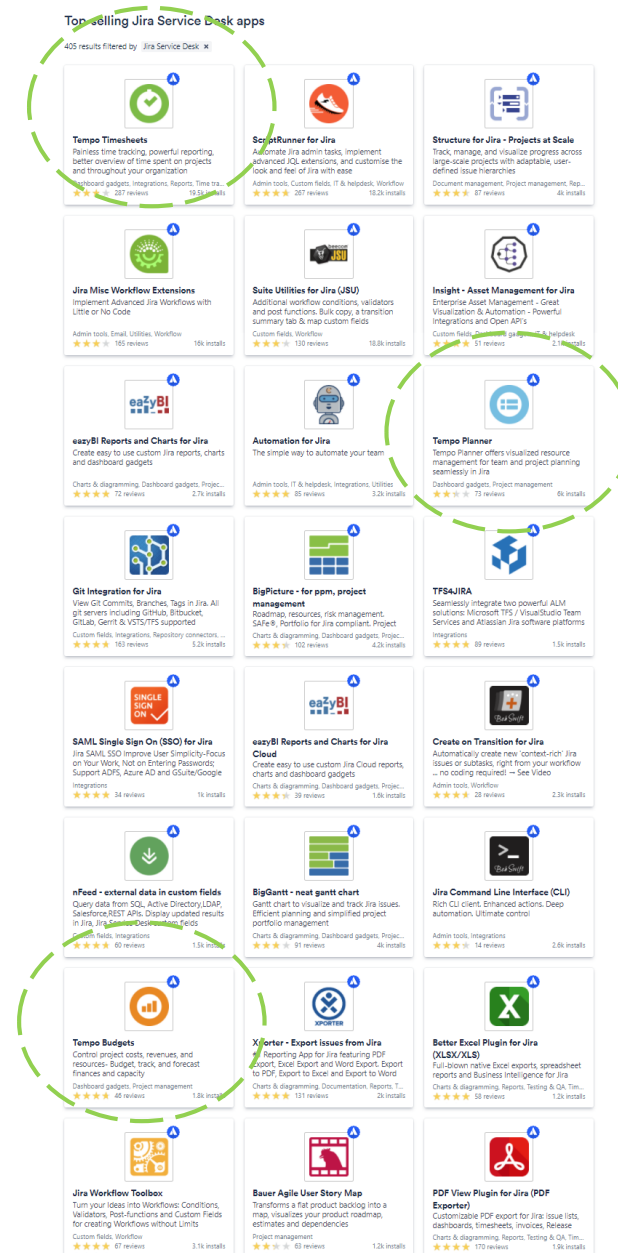 Top-selling Jira Service Desk apps
405 results filtered by Jira Service Desk ×
Tempo Timesheets
Painless time tracking, powerful reporting,
better overview of time spent on projects
and throughout your organization
Dashboard gadgets, Integrations, Reports, Time tra...
287 reviews 19.5k installs
ScriptRunner for Jira
Automate Jira admin tasks, implement
advanced JQL extensions, and customise the
look and feel of Jira with ease
Admin tools, Custom fields, IT & helpdesk, Workflow
267 reviews 18.2k installs
Structure for Jira - Projects at Scale
Track, manage, and visualize progress across
large-scale projects with adaptable, user-
defined issue hierarchies
Document management, Project management, Rep...
87 reviews 4k installs
Jira Misc Workflow Extensions
Implement Advanced Jira Workflows with
Little or No Code
Admin tools, Email, Utilities, Workflow
165 reviews 16k installs
BEECOM
JSU
Suite Utilities for Jira (JSU)
Additional workflow conditions, validators
and post functions. Bulk copy, a transition
summary tab & map custom fields
Custom fields, Workflow
130 reviews 18.8k installs
Insight - Asset Management for Jira
Enterprise Asset Management - Great
Visualization & Automation - Powerful
Integrations and Open API's
Custom fields, Dashboard gadgets, IT & helpdesk
51 reviews 2.1k installs
eaZyBI
eazyBI Reports and Charts for Jira
Create easy to use custom Jira reports, charts
and dashboard gadgets
Charts & diagramming, Dashboard gadgets, Projec...
72 reviews 2.7k installs
Automation for Jira
The simple way to automate your team
Admin tools, IT & helpdesk, Integrations, Utilities
85 reviews 3.2k installs
Tempo Planner
Tempo Planner offers visualized resource
management for team and project planning
seamlessly in Jira
Dashboard gadgets, Project management
73 reviews 6k installs
Git Integration for Jira
View Git Commits, Branches, Tags in Jira. All
git servers including GitHub, Bitbucket,
GitLab, Gerrit & VSTS/TFS supported
Custom fields, Integrations, Repository connectors, ...
163 reviews 5.2k installs
BigPicture - for ppm, project
management
Roadmap, resources, risk management.
SAFe®, Portfolio for Jira compliant. Project
Charts & diagramming, Dashboard gadgets, Projec...
102 reviews 4.2k installs
TFS4JIRA
Seamlessly integrate two powerful ALM
solutions: Microsoft TFS / VisualStudio Team
Services and Atlassian Jira software platforms
Integrations
89 reviews 1.5k installs
SINGLE
SIGN
ON
SAML Single Sign On (SSO) for Jira
Jira SAML SSO Improve User Simplicity-Focus
on Your Work, Not on Entering Passwords;
Support ADFS, Azure AD and GSuite/Google
Integrations
34 reviews 1k installs
eaZyBI
eazyBI Reports and Charts for Jira
Cloud
Create easy to use custom Jira Cloud reports,
charts and dashboard gadgets
Charts & diagramming, Dashboard gadgets, Projec...
39 reviews 1.6k installs
BobSwift
Create on Transition for Jira
Automatically create new 'context-rich' Jira
issues or subtasks, right from your workflow
... no coding required! → See Video
Admin tools, Workflow
28 reviews 2.3k installs
nFeed - external data in custom fields
Query data from SQL, Active Directory,LDAP,
Salesforce,REST APIs. Display updated results
in Jira, Jira Service Desk custom fields
Custom fields, Integrations
60 reviews 1.5k installs
BigGantt - neat gantt chart
Gantt chart to visualize and track Jira issues.
Efficient planning and simplified project
portfolio management
Charts & diagramming, Dashboard gadgets, Projec...
91 reviews 4k installs
>_
BobSwift
Jira Command Line Interface (CLI)
Rich CLI client. Enhanced actions. Deep
automation. Ultimate control
Admin tools, Integrations
14 reviews 2.6k installs
Tempo Budgets
Control project costs, revenues, and
resources- Budget, track, and forecast
finances and capacity
Dashboard gadgets, Project management
46 reviews 1.8k installs
XPORTER
Xporter - Export issues from Jira
Reporting App for Jira featuring PDF
Export, Excel Export and Word Export. Export
to PDF, Export to Excel and Export to Word
Charts & diagramming, Documentation, Reports, T...
131 reviews 2k installs
X
Better Excel Plugin for Jira
(XLSX/XLS)
Full-blown native Excel exports, spreadsheet
reports and Business Intelligence for Jira
Charts & diagramming, Reports, Testing & QA, Tim...
58 reviews 1.2k installs
Jira Workflow Toolbox
Turn your Ideas into Workflows: Conditions,
Validators, Post-functions and Custom Fields
for creating Workflows without Limits
Custom fields, Workflow
67 reviews 3.1k installs
Bauer Agile User Story Map
Transforms a flat product backlog into a
map, visualizes your product roadmap,
estimates and dependencies
Project management
63 reviews 1.2k installs
PDF View Plugin for Jira (PDF
Exporter)
Customizable PDF export for Jira: issue lists,
dashboards, timesheets, invoices, Release
Charts & diagramming, Reports, Testing & QA, Tim...
170 reviews 1.9k installs